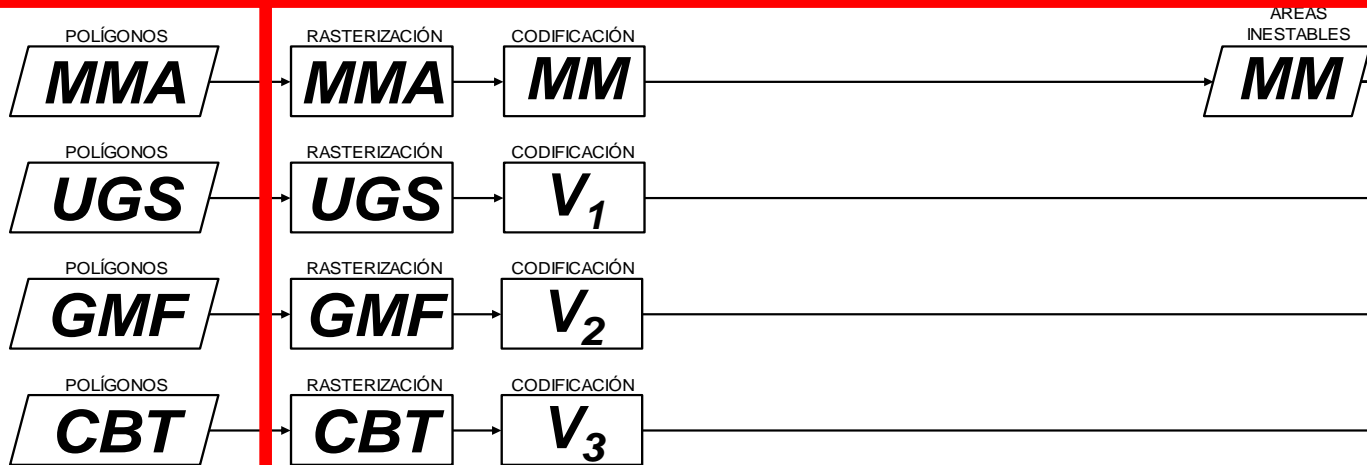 POLÍGONOS
MMA
RASTERIZACIÓN
MMA
CODIFICACIÓN
MM
ÁREAS
INESTABLES
MM
POLÍGONOS
UGS
RASTERIZACIÓN
UGS
CODIFICACIÓN
V1
POLÍGONOS
GMF
RASTERIZACIÓN
GMF
CODIFICACIÓN
V2
POLÍGONOS
CBT
RASTERIZACIÓN
CBT
CODIFICACIÓN
V3